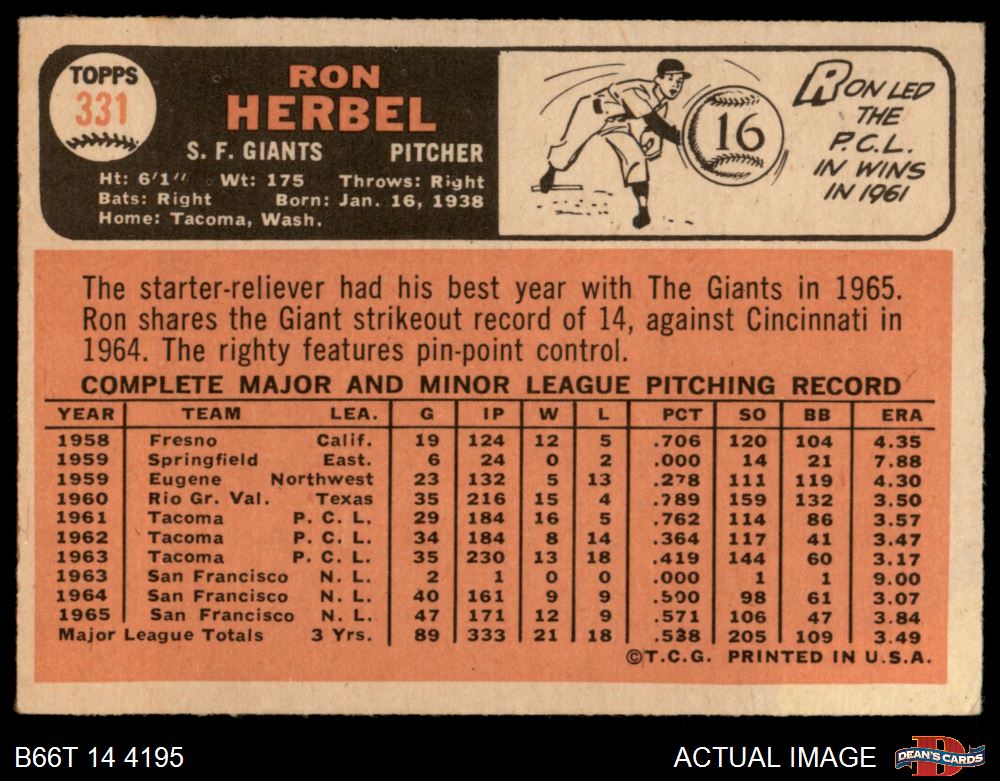 TOPPS
331
RON
HERBEL
S. F. GIANTS PITCHER
Ht: 6'1" Wt: 175 Throws: Right
Bats: Right Born: Jan. 16, 1938
Home: Tacoma, Wash.
16
RON LED
THE
P.C.L.
IN WINS
IN 1961
The starter-reliever had his best year with The Giants in 1965.
Ron shares the Giant strikeout record of 14, against Cincinnati in
1964. The righty features pin-point control.
COMPLETE MAJOR AND MINOR LEAGUE PITCHING RECORD
YEAR TEAM LEA. G IP W L PCT SO BB ERA
1958 Fresno Calif. 19 124 12 5 .706 120 104 4.35
1959 Springfield East. 6 24 0 2 .000 14 21 7.88
1959 Eugene Northwest 23 132 5 13 .278 111 119 4.30
1960 Rio Gr. Val. Texas 35 216 15 4 .789 159 132 3.50
1961 Tacoma P. C. L. 29 184 16 5 .762 114 86 3.57
1962 Tacoma P. C. L. 34 184 8 14 .364 117 41 3.47
1963 Tacoma P. C. L. 35 230 13 18 .419 144 60 3.17
1963 San Francisco N. L. 2 1 0 0 .000 1 1 9.00
1964 San Francisco N. L. 40 161 9 9 .500 98 61 3.07
1965 San Francisco N. L. 47 171 12 9 .571 106 47 3.84
Major League Totals 3 Yrs. 89 333 21 18 .538 205 109 3.49
©T.C.G. PRINTED IN U.S.A.
B66T 14 4195
ACTUAL IMAGE
DEAN'S CARDS